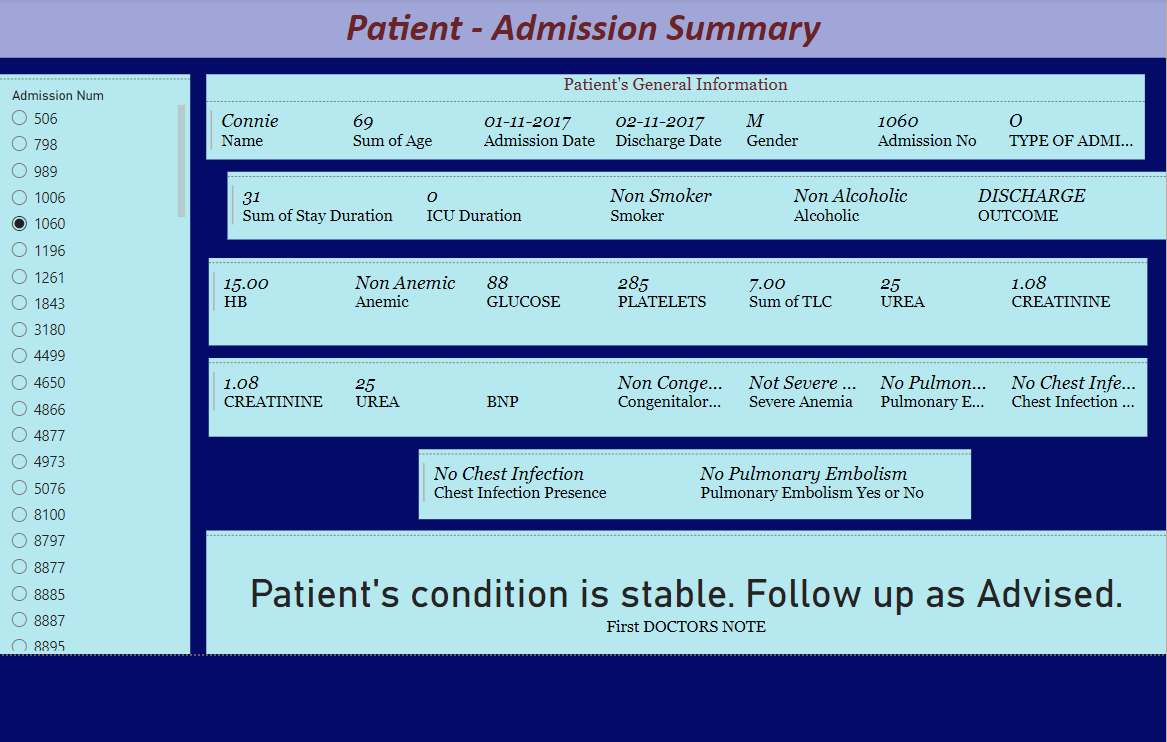 Patient - Admission Summary
Admission Num
506
798
989
1006
1060
1196
1261
1843
3180
4499
4650
4866
4877
4973
5076
8100
8797
8877
8885
8887
8895
Patient's General Information
Connie 69 01-11-2017 02-11-2017 M 1060 O
Name Sum of Age Admission Date Discharge Date Gender Admission No TYPE OF ADMI...
31 0 Non Smoker Non Alcoholic DISCHARGE
Sum of Stay Duration ICU Duration Smoker Alcoholic OUTCOME
15.00 Non Anemic 88 285 7.00 25 1.08
HB Anemic GLUCOSE PLATELETS Sum of TLC UREA CREATININE
1.08 25 Non Conge... Not Severe ... No Pulmon... No Chest Infe...
CREATININE UREA BNP Congenitalor... Severe Anemia Pulmonary E... Chest Infection ...
No Chest Infection No Pulmonary Embolism
Chest Infection Presence Pulmonary Embolism Yes or No
Patient's condition is stable. Follow up as Advised.
First DOCTORS NOTE